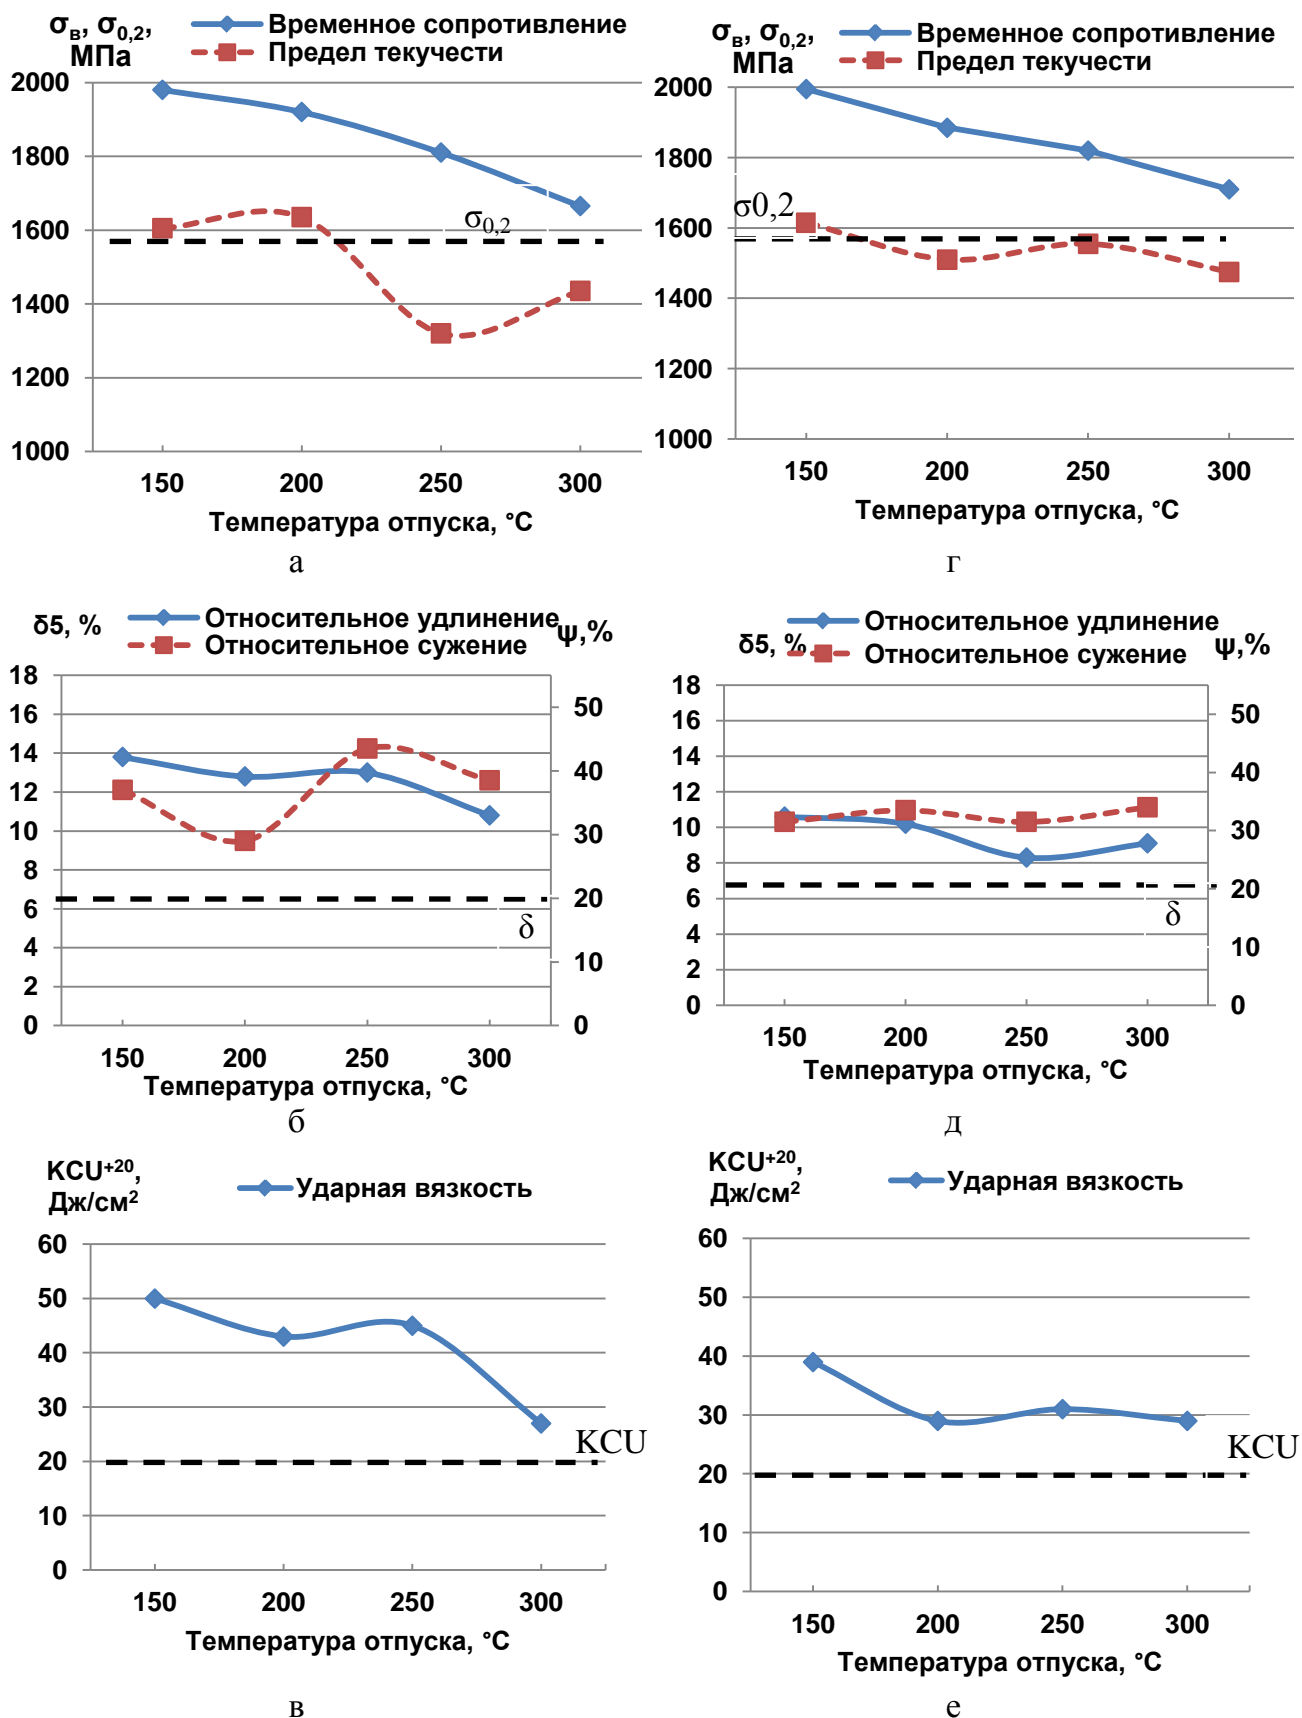 σв, σ0,2,
МПа
Временное сопротивление
Предел текучести
2000
1800
1600
1400
1200
1000
σ0,2
150 200 250 300
Температура отпуска, °С
а
σв, σ0,2,
МПа
Временное сопротивление
Предел текучести
2000
1800
1600
1400
1200
1000
σ0,2
150 200 250 300
Температура отпуска, °С
г
δ5, %
Относительное удлинение
Относительное сужение
ψ,%
18
16
14
12
10
8
6
4
2
0
50
40
30
20
10
0
δ
150 200 250 300
Температура отпуска, °С
б
δ5, %
Относительное удлинение
Относительное сужение
ψ,%
18
16
14
12
10
8
6
4
2
0
50
40
30
20
10
0
δ
150 200 250 300
Температура отпуска, °С
д
KCU+20,
Дж/см2
Ударная вязкость
60
50
40
30
20
10
0
KCU
150 200 250 300
Температура отпуска, °С
в
KCU+20,
Дж/см2
Ударная вязкость
60
50
40
30
20
10
0
KCU
150 200 250 300
Температура отпуска, °С
е